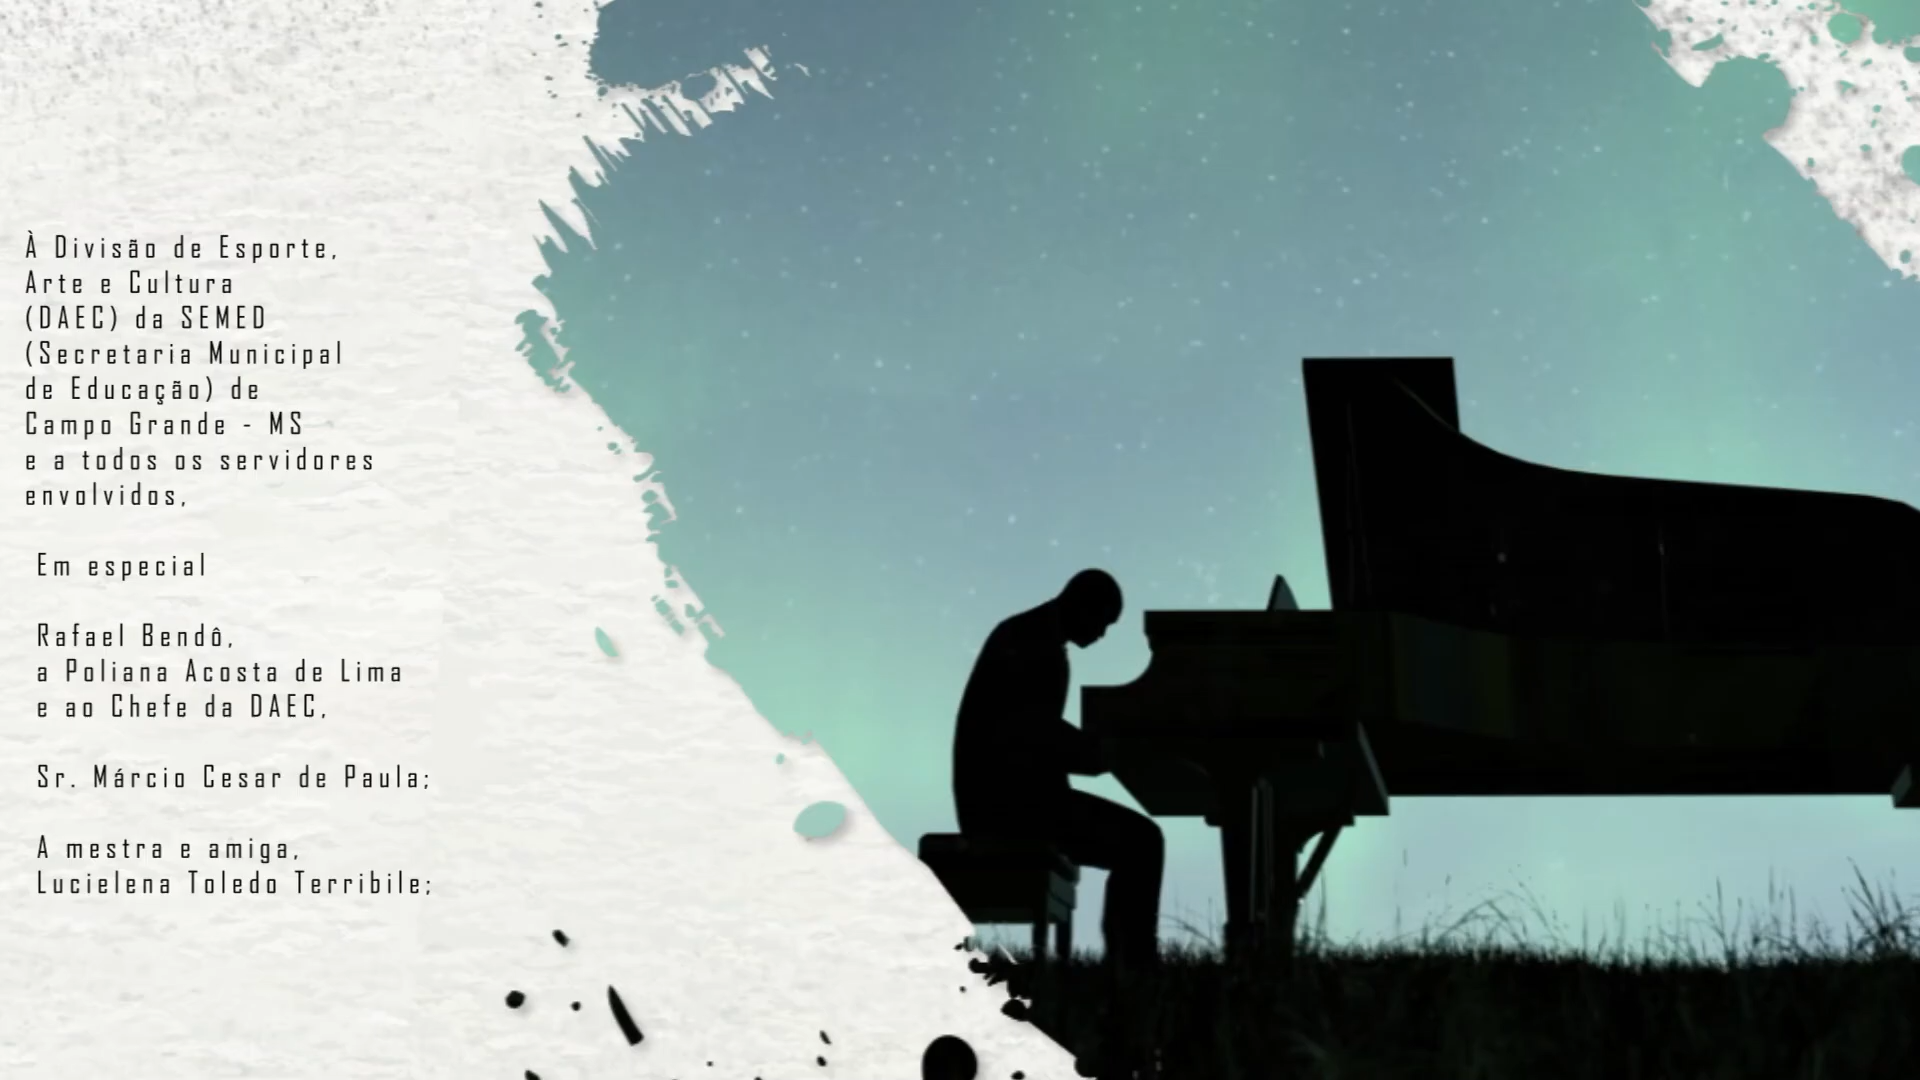 À Divisão de Esporte,
Arte e Cultura
(DAEC) da SEMED
(Secretaria Municipal
de Educação) de
Campo Grande - MS
e a todos os servidores
envolvidos,
Em especial
Rafael Bendô,
a Poliana Acosta de Lima
e ao Chefe da DAEC,
Sr. Márcio Cesar de Paula;
A mestra e amiga,
Lucielena Toledo Terribile;